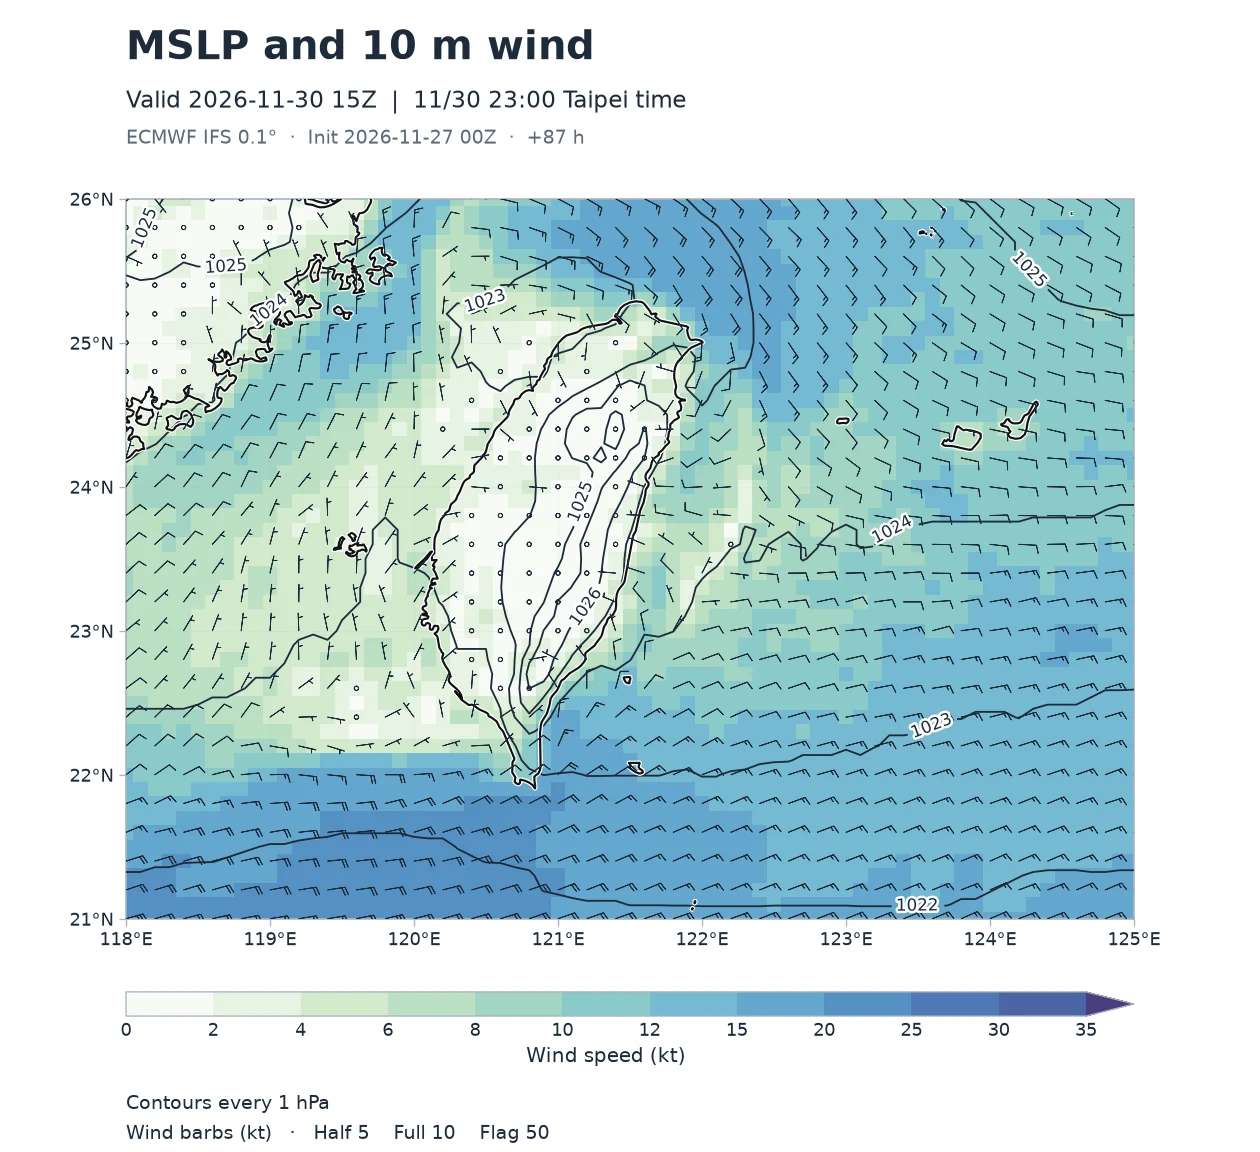 MSLP and 10 m wind
Valid 2026-11-30 15Z | 11/30 23:00 Taipei time
ECMWF IFS 0.1° · Init 2026-11-27 00Z · +87 h
26°N
25°N
24°N
23°N
22°N
21°N
1025
1025
1024
1023
1025
1025
1024
1026
1023
1022
118°E 119°E 120°E 121°E 122°E 123°E 124°E 125°E
0 2 4 6 8 10 12 15 20 25 30 35
Wind speed (kt)
Contours every 1 hPa
Wind barbs (kt) · Half 5 Full 10 Flag 50